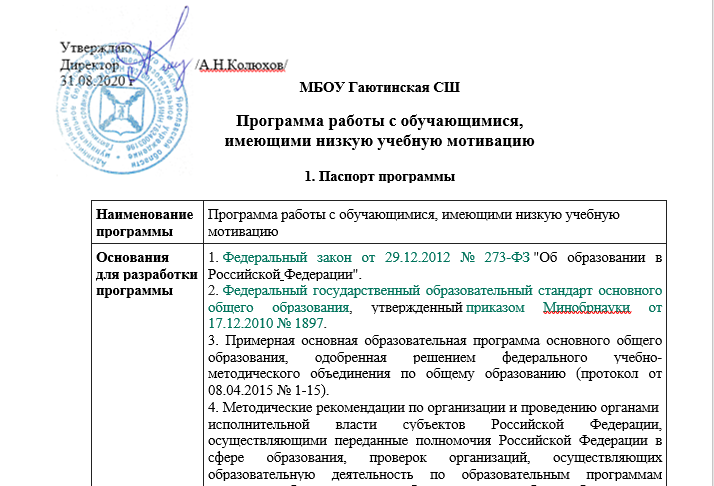 Утверждаю:
Директор /А.Н.Колюхов/
31.08.2020 г
МБОУ Гаютинская СШ
Программа работы с обучающимися,
имеющими низкую учебную мотивацию
1. Паспорт программы
Наименование программы
Программа работы с обучающимися, имеющими низкую учебную
мотивацию
Основания
для разработки
программы
1. Федеральный закон от 29.12.2012 № 273-ФЗ "Об образовании в
Российской Федерации".
2. Федеральный государственный образовательный стандарт основного
общего образования, утвержденный приказом Минобрнауки от
17.12.2010 № 1897.
3. Примерная основная образовательная программа основного общего
образования, одобренная решением федерального учебно-
методического объединения по общему образованию (протокол от
08.04.2015 № 1-15).
4. Методические рекомендации по организации и проведению органами
исполнительной власти субъектов Российской Федерации,
осуществляющими переданные полномочия Российской Федерации в
сфере образования, проверок организаций, осуществляющих
образовательную деятельность по образовательным программам